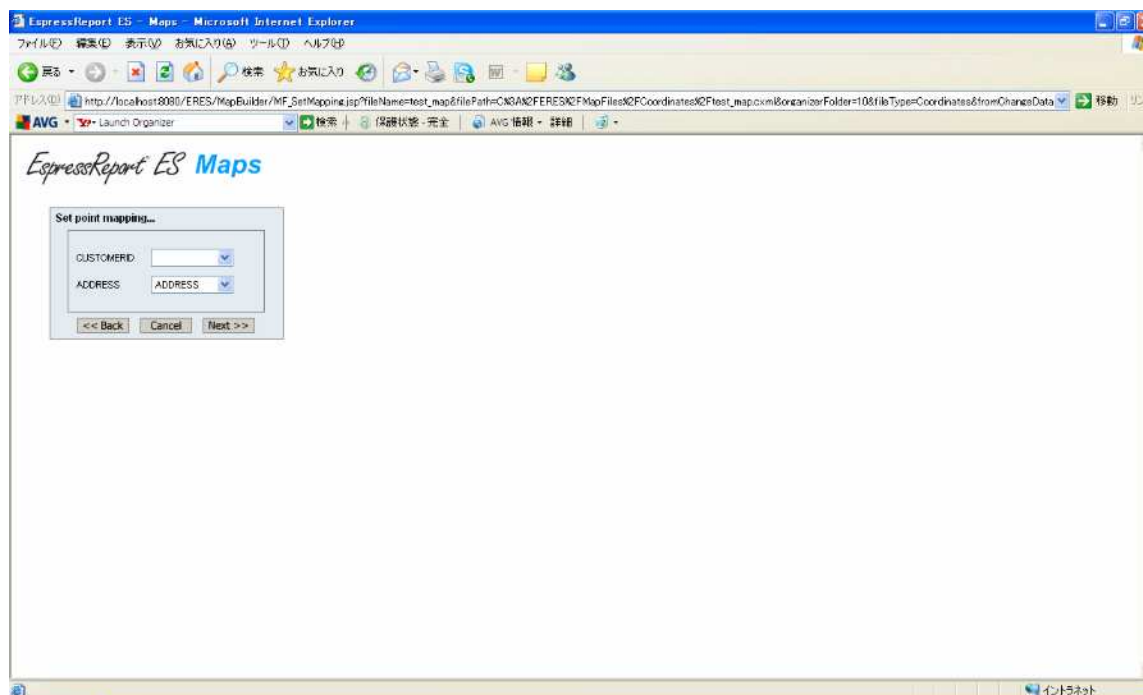 EspressReport ES - Maps - Microsoft Internet Explorer
ファイル(F) 編集(E) 表示(V) お気に入り(A) ツール(T) ヘルプ(H)
戻る 検索 お気に入り
アドレス(D) http://localhost:8080/ERES/MapBuilder/MF_SetMapping.jsp?fileName=test_map&filePath=C%3A%2FERES%2FMapFiles%2FCoordinates%2Ftest_map.cxml&organizerFolder=10&fileType=Coordinates&fromChangeData 移動
AVG Y! Launch Organizer 検索 保護状態 - 完全 AVG 情報 詳細
EspressReport ES Maps
Set point mapping...
CUSTOMERID
ADDRESS ADDRESS
<< Back Cancel Next >>
イントラネット